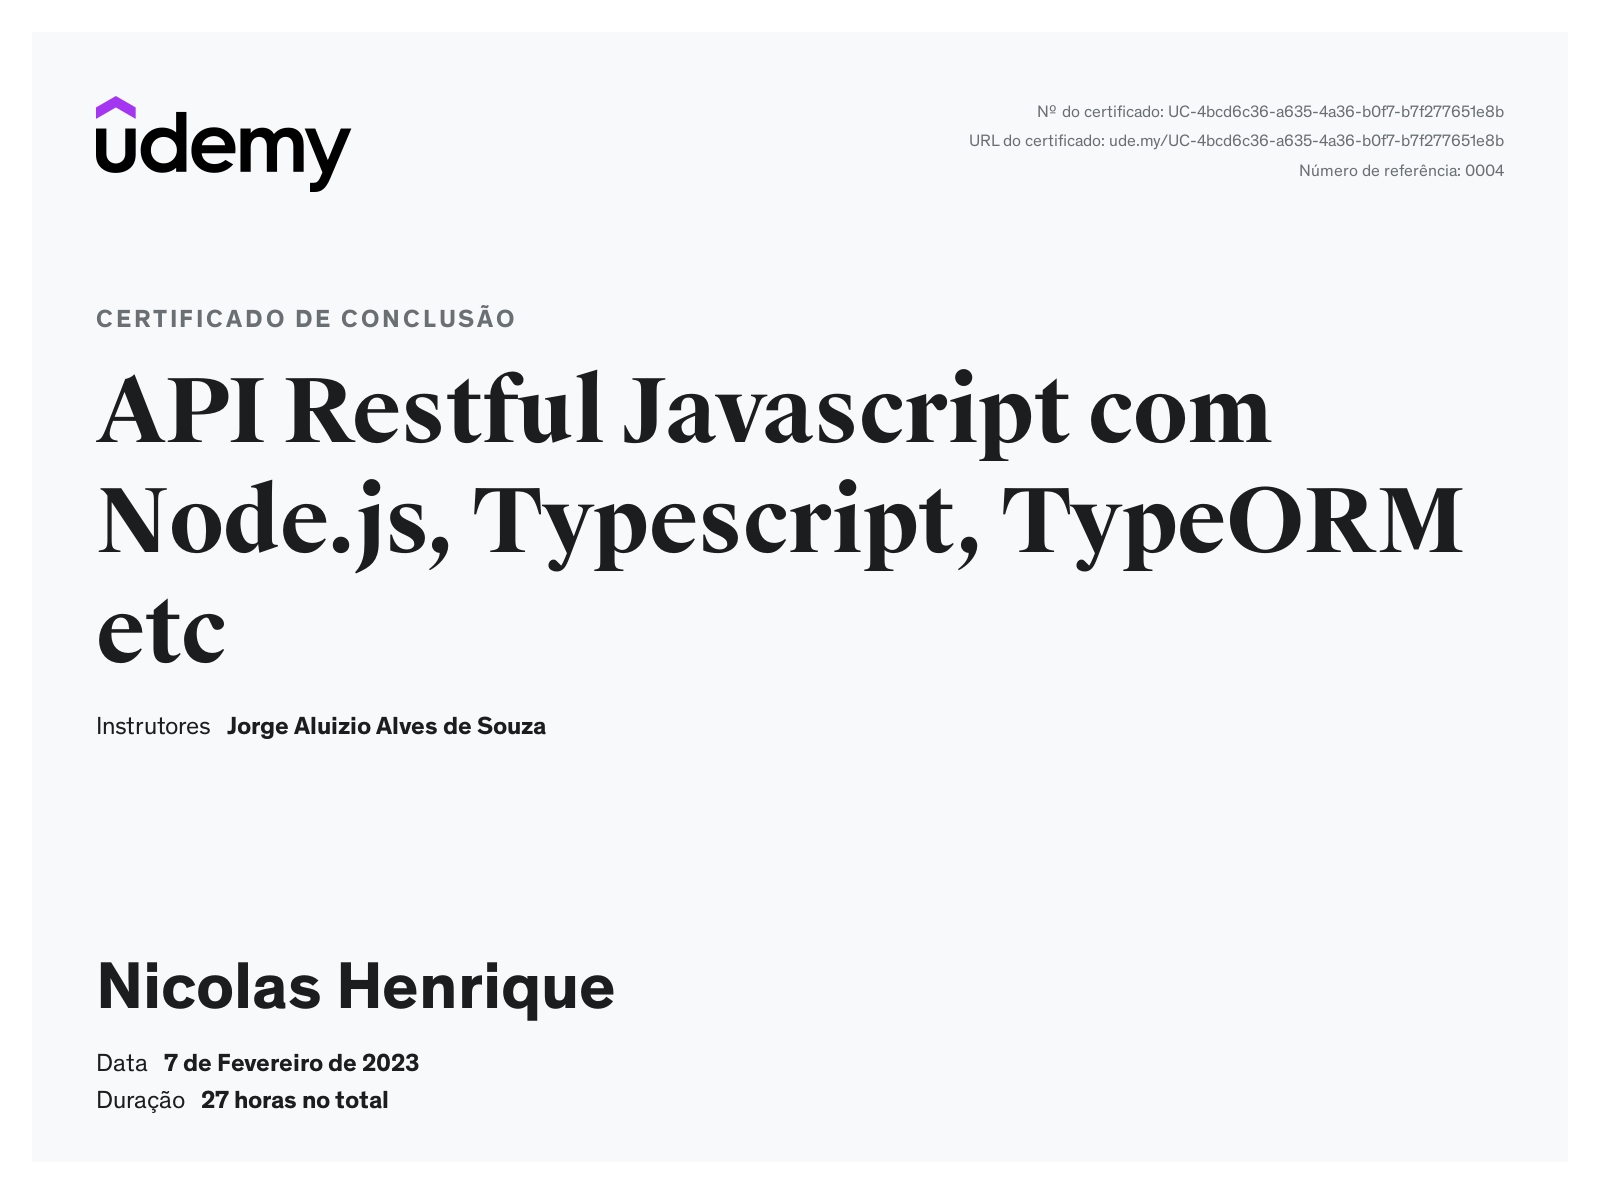 udemy
Nº do certificado: UC-4bcd6c36-a635-4a36-b0f7-b7f277651e8b
URL do certificado: ude.my/UC-4bcd6c36-a635-4a36-b0f7-b7f277651e8b
Número de referência: 0004
CERTIFICADO DE CONCLUSÃO
API Restful Javascript com
Node.js, Typescript, TypeORM
etc
Instrutores Jorge Aluizio Alves de Souza
Nicolas Henrique
Data 7 de Fevereiro de 2023
Duração 27 horas no total